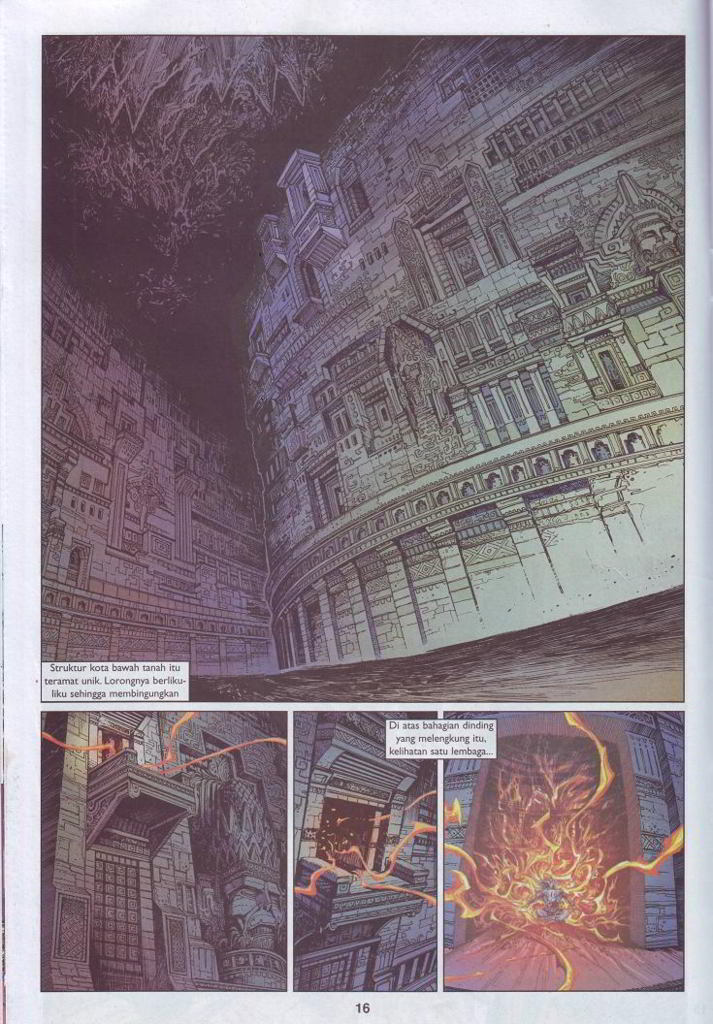 Struktur kota bawah tanah itu
teramat unik. Lorongnya berliku-
liku sehingga membingungkan
Di atas bahagian dinding
yang melengkung itu,
kelihatan satu lembaga...
16